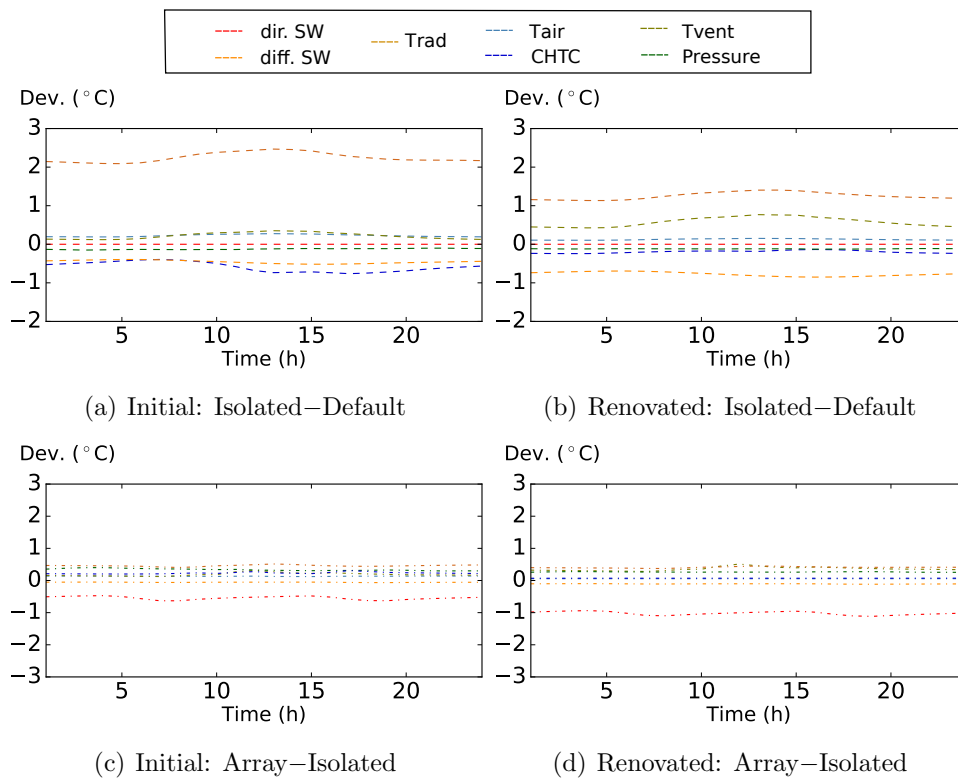 dir. SW
diff. SW
Trad
Tair
CHTC
Tvent
Pressure
Dev. (°C)
3
2
1
0
−1
−2
5
10
15
20
Time (h)
(a) Initial: Isolated−Default
Dev. (°C)
3
2
1
0
−1
−2
5
10
15
20
Time (h)
(b) Renovated: Isolated−Default
Dev. (°C)
3
2
1
0
−1
−2
−3
5
10
15
20
Time (h)
(c) Initial: Array−Isolated
Dev. (°C)
3
2
1
0
−1
−2
−3
5
10
15
20
Time (h)
(d) Renovated: Array−Isolated